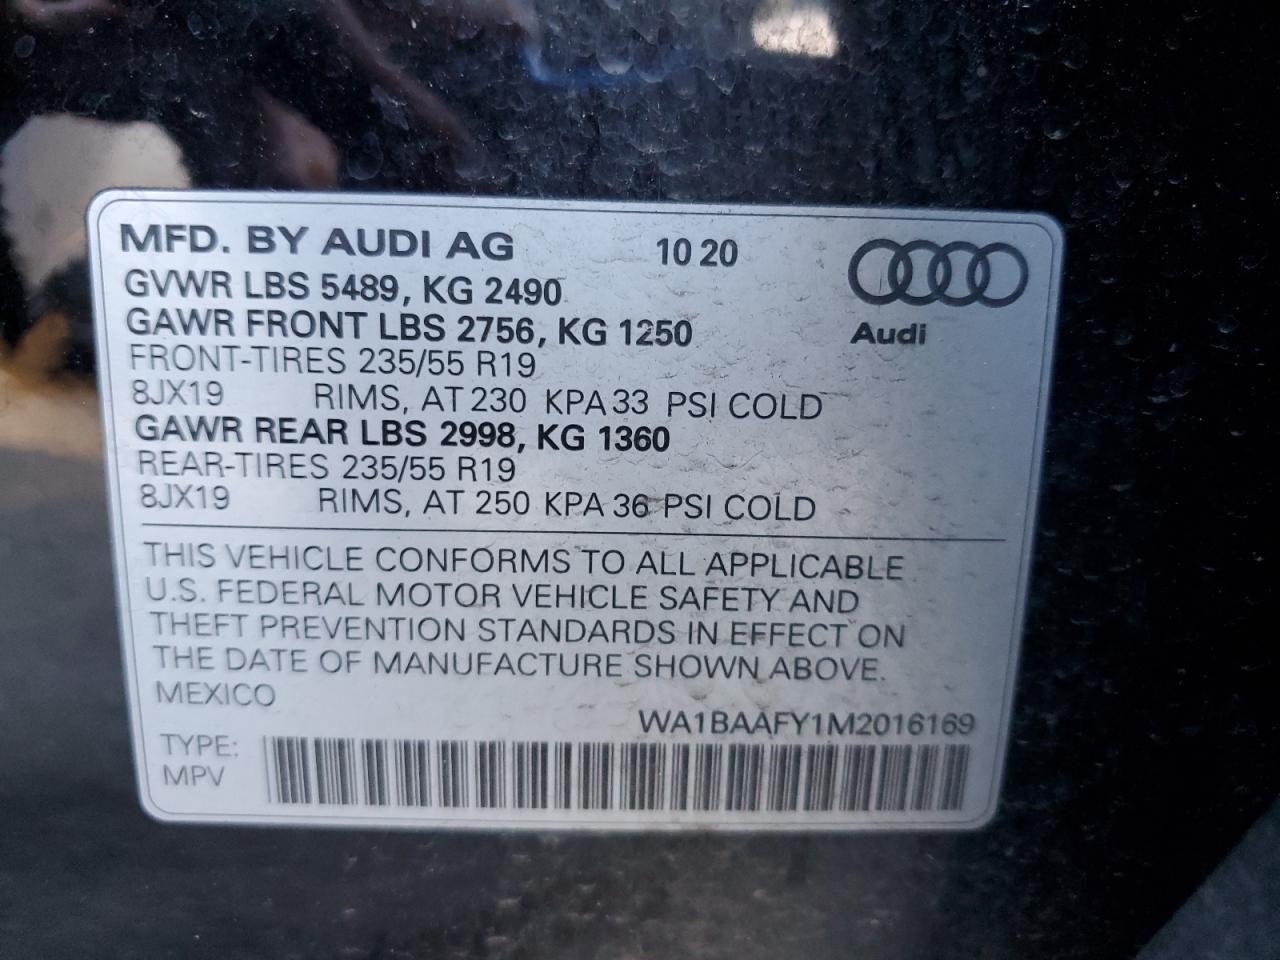 MFD. BY AUDI AG 10 20
GVWR LBS 5489, KG 2490
GAWR FRONT LBS 2756, KG 1250
Audi
FRONT-TIRES 235/55 R19
8JX19 RIMS, AT 230 KPA 33 PSI COLD
GAWR REAR LBS 2998, KG 1360
REAR-TIRES 235/55 R19
8JX19 RIMS, AT 250 KPA 36 PSI COLD
THIS VEHICLE CONFORMS TO ALL APPLICABLE
U.S. FEDERAL MOTOR VEHICLE SAFETY AND
THEFT PREVENTION STANDARDS IN EFFECT ON
THE DATE OF MANUFACTURE SHOWN ABOVE.
MEXICO
WA1BAAFY1M2016169
TYPE:
MPV